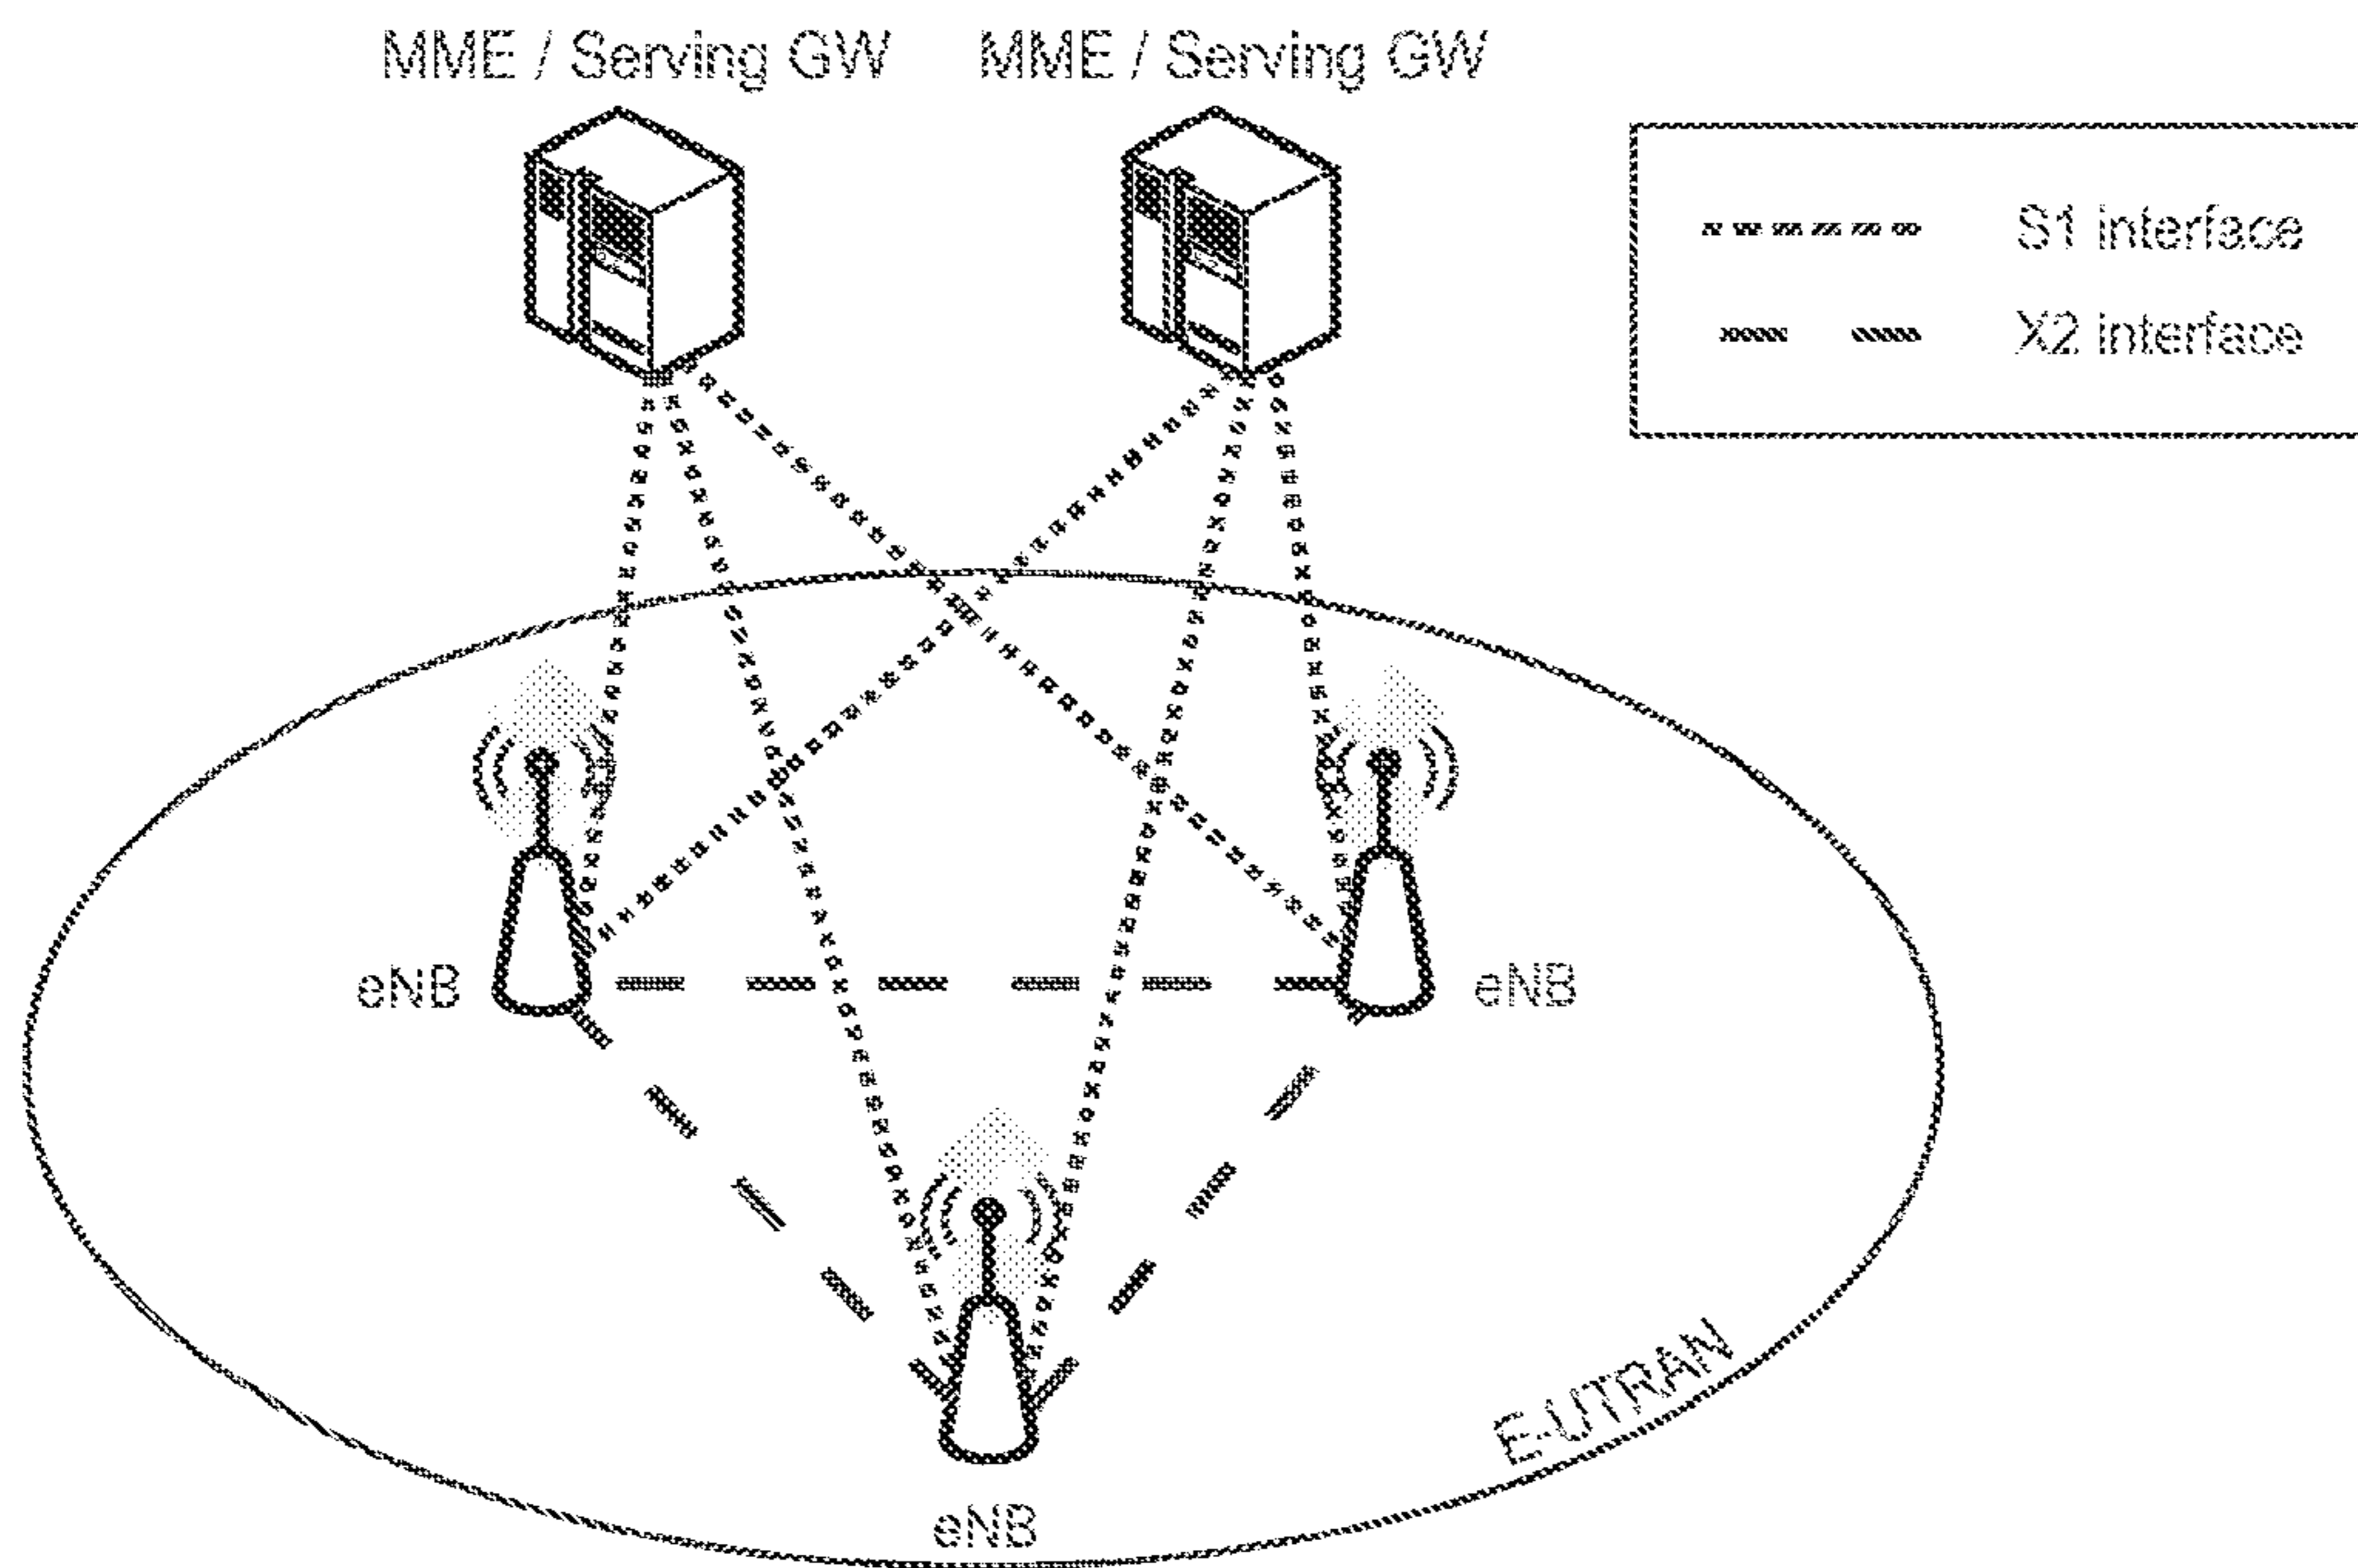 MME / Serving GW
MME / Serving GW
S1 interface
X2 interface
eNB
eNB
E-UTRAN
eNB